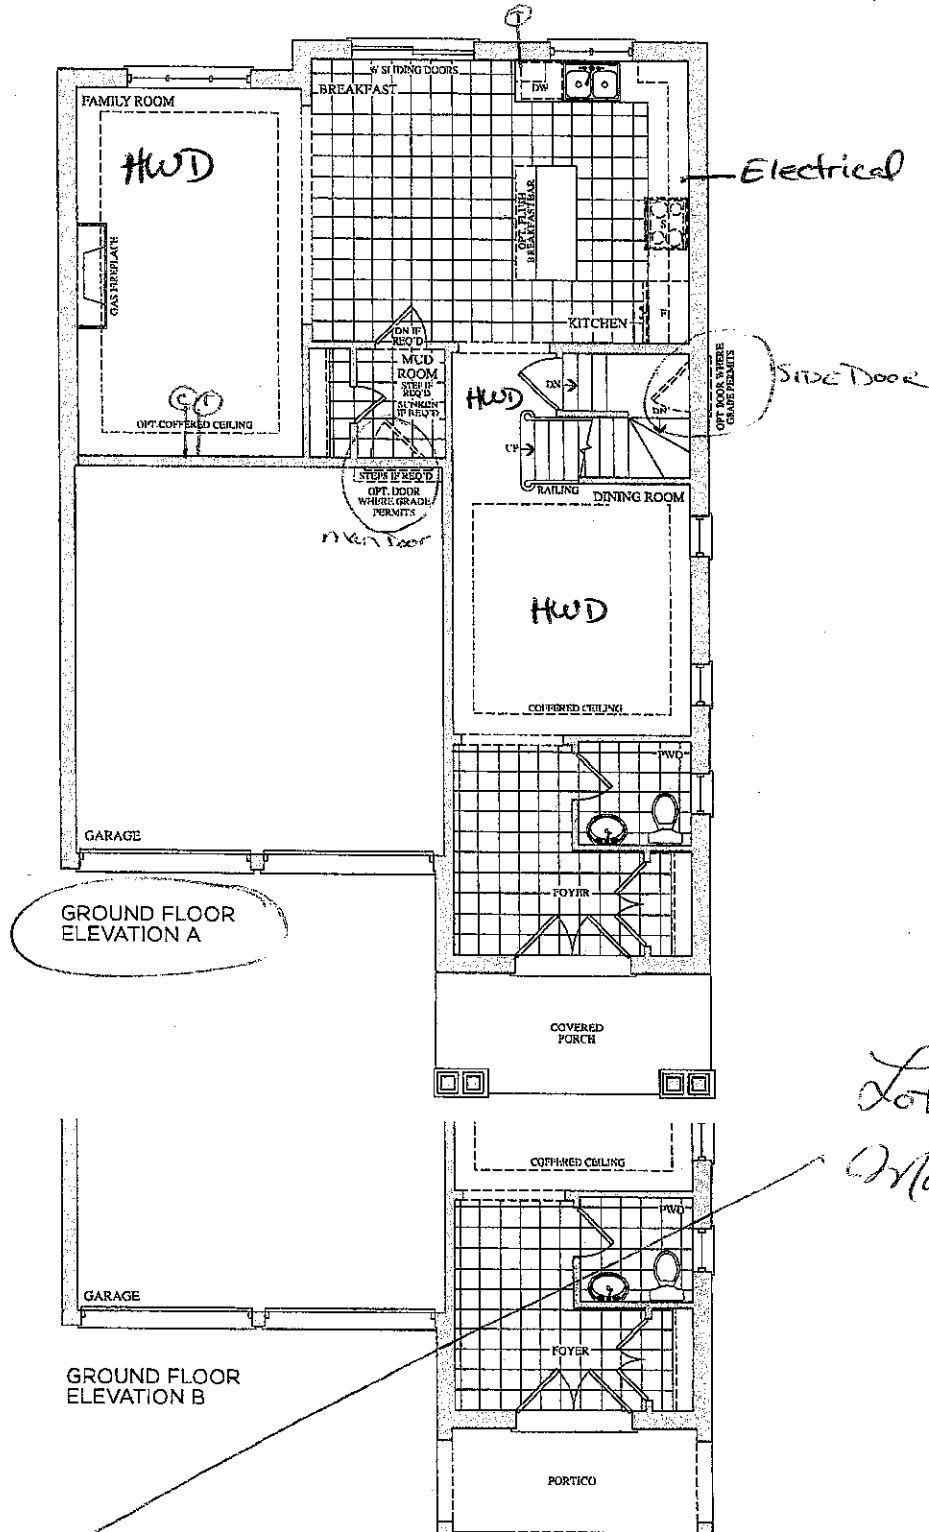 T
6' SLIDING DOORS
BREAKFAST
DW
FAMILY ROOM
HWD
Electrical
OPT. FLUSH
BREAKFAST BAR
S
GAS FIREPLACE
KITCHEN
F
DN IF
REQ'D
MUD
ROOM
STEP IF
REQ'D
SUNKEN
IF REQ'D
HWD
DN
OPT DOOR WHERE
GRADE PERMITS
SIDE DOOR
DN
C T
OPT. COFFERED CEILING
UP
RAILING
STEPS IF REQ'D
OPT. DOOR
WHERE GRADE
PERMITS
DINING ROOM
HWD
COFFERED CEILING
PWD
GARAGE
FOYER
GROUND FLOOR
ELEVATION A
COVERED
PORCH
Lot
COFFERED CEILING
PWD
GARAGE
FOYER
GROUND FLOOR
ELEVATION B
PORTICO